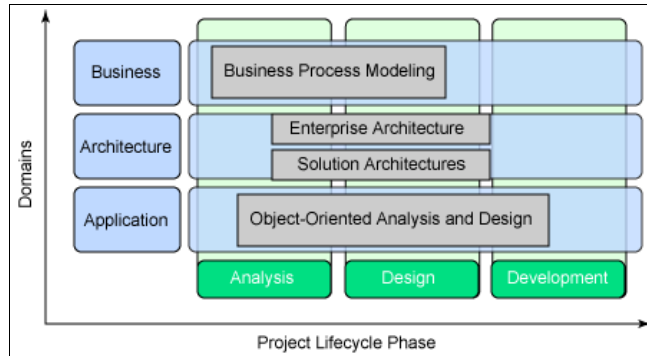 Business
Business Process Modeling
Architecture
Enterprise Architecture
Solution Architectures
Application
Object-Oriented Analysis and Design
Analysis
Design
Development
Domains
Project Lifecycle Phase